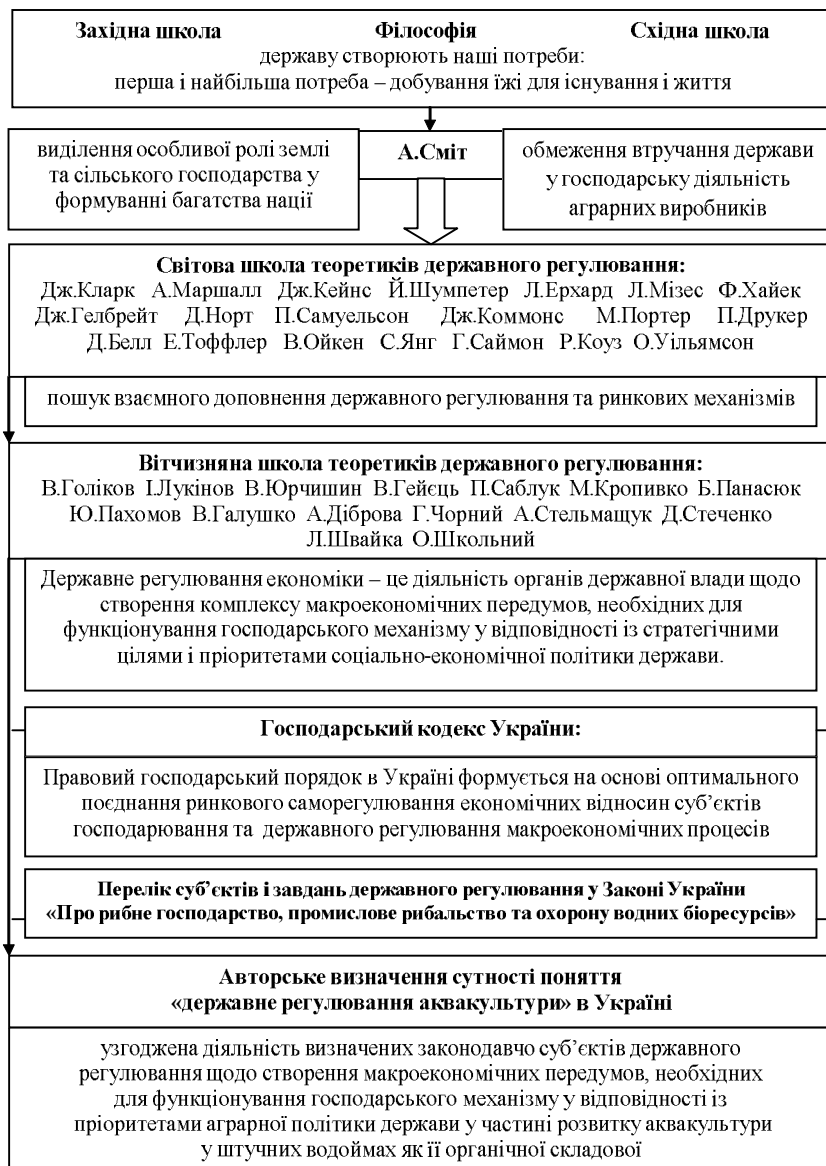 Західна школа Філософія Східна школа
державу створюють наші потреби:
перша і найбільша потреба – добування їжі для існування і життя
виділення особливої ролі землі
та сільського господарства у
формуванні багатства нації
А.Сміт
обмеження втручання держави
у господарську діяльність
аграрних виробників
Світова школа теоретиків державного регулювання:
Дж.Кларк А.Маршалл Дж.Кейнс Й.Шумпетер Л.Ерхард Л.Мізес Ф.Хайек
Дж.Гелбрейт Д.Норт П.Самуельсон Дж.Коммонс М.Портер П.Друкер
Д.Белл Е.Тоффлер В.Ойкен С.Янг Г.Саймон Р.Коуз О.Уільямсон
пошук взаємного доповнення державного регулювання та ринкових механізмів
Вітчизняна школа теоретиків державного регулювання:
В.Голіков І.Лукінов В.Юрчишин В.Гейєць П.Саблук М.Кропивко Б.Панасюк
Ю.Пахомов В.Галушко А.Діброва Г.Чорний А.Стельмащук Д.Стеченко
Л.Швайка О.Школьний
Державне регулювання економіки – це діяльність органів державної влади щодо
створення комплексу макроекономічних передумов, необхідних для
функціонування господарського механізму у відповідності із стратегічними
цілями і пріоритетами соціально-економічної політики держави.
Господарський кодекс України:
Правовий господарський порядок в Україні формується на основі оптимального
поєднання ринкового саморегулювання економічних відносин суб’єктів
господарювання та державного регулювання макроекономічних процесів
Перелік суб’єктів і завдань державного регулювання у Законі України
«Про рибне господарство, промислове рибальство та охорону водних біоресурсів»
Авторське визначення сутності поняття
«державне регулювання аквакультури» в Україні
узгоджена діяльність визначених законодавчо суб’єктів державного
регулювання щодо створення макроекономічних передумов, необхідних
для функціонування господарського механізму у відповідності із
пріоритетами аграрної політики держави у частині розвитку аквакультури
у штучних водоймах як її органічної складової